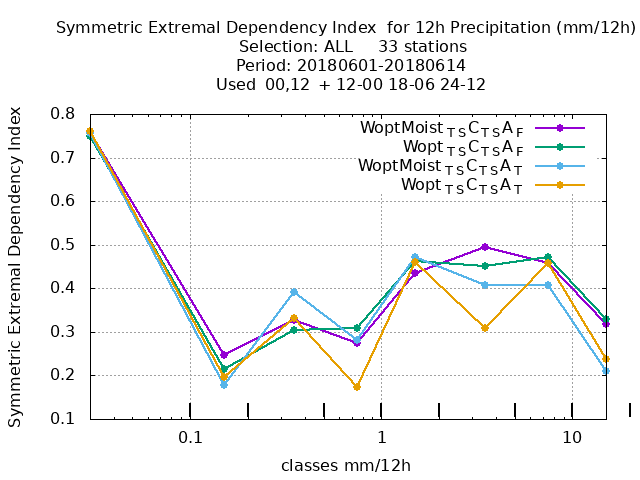 Symmetric Extremal Dependency Index  for 12h Precipitation (mm/12h)
Selection: ALL     33 stations
Period: 20180601-20180614
Used  00,12  + 12-00 18-06 24-12
WoptMoist TS C TS A F
Wopt TS C TS A F
WoptMoist TS C TS A T
Wopt TS C TS A T
Symmetric Extremal Dependency Index
0.8
0.7
0.6
0.5
0.4
0.3
0.2
0.1
0.1 1 10
classes mm/12h